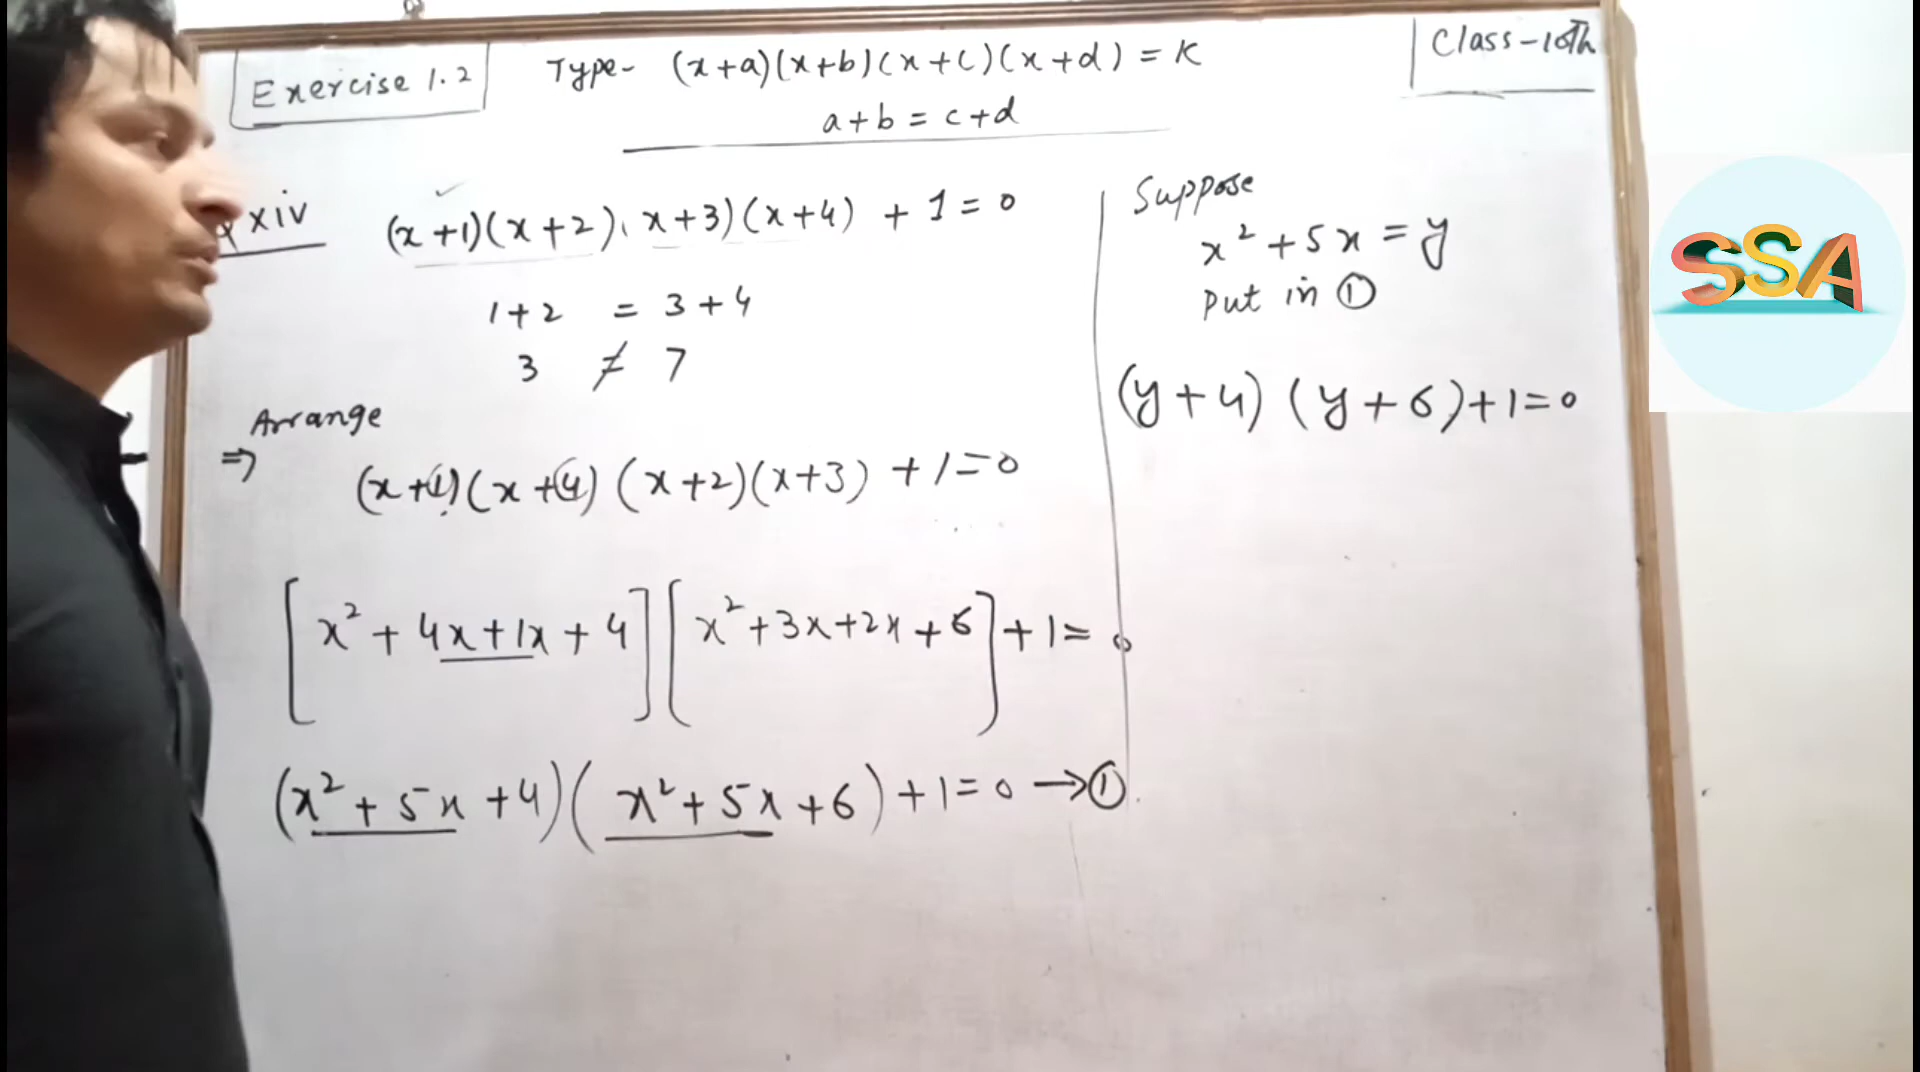 Exercise 1.2
Type- (x+a)(x+b)(x+c)(x+d) = K
a+b = c+d
Class-10th
xiv (x+1)(x+2)(x+3)(x+4) + 1 = 0
1+2 = 3+4
3 ≠ 7
Arrange
⇒ (x+1)(x+4)(x+2)(x+3) + 1 = 0
[x² + 4x+1x + 4][x²+3x+2x+6] + 1 = 0
(x²+5x+4)(x²+5x+6)+1=0 →①
Suppose
x²+5x = y
Put in ①
(y+4)(y+6)+1=0
SSA